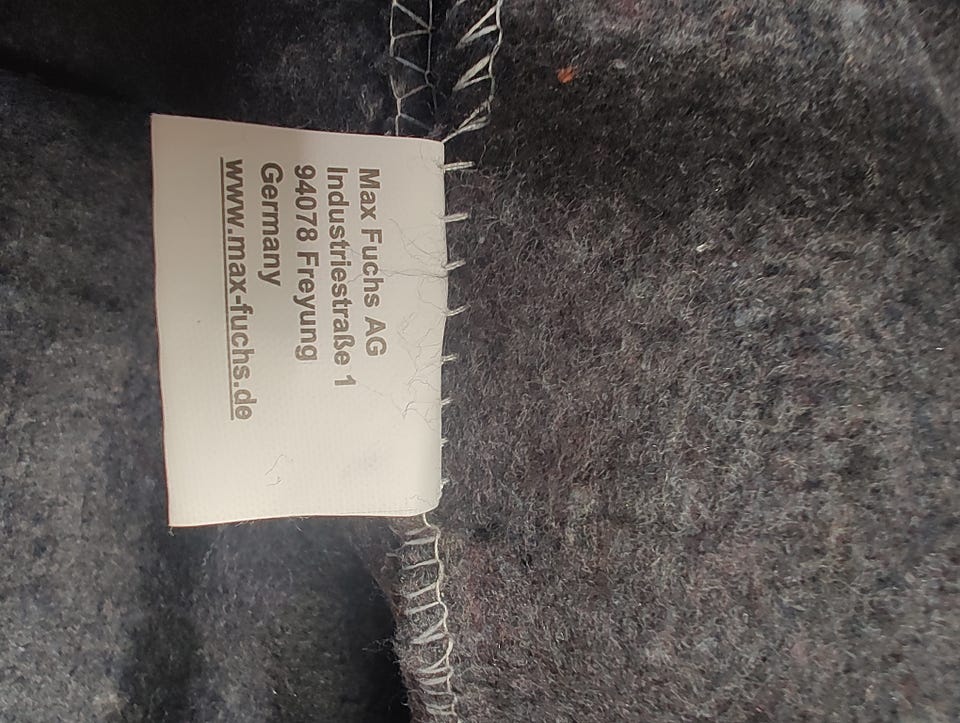 Max Fuchs AG
Industriestraße 1
94078 Freyung
Germany
www.max-fuchs.de